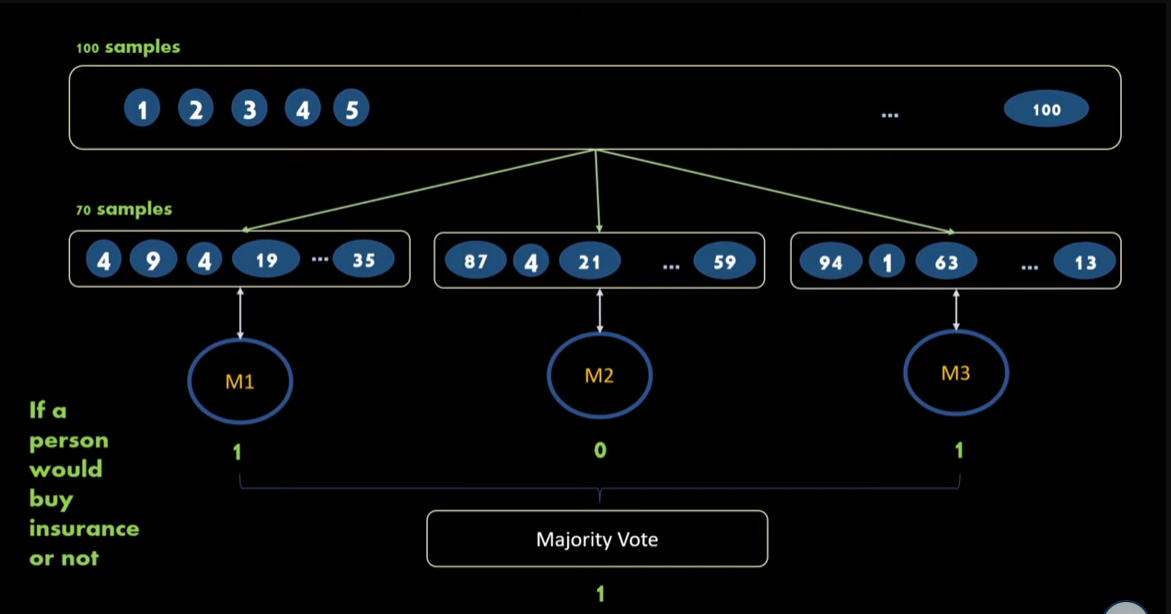 100 samples
1 2 3 4 5 ... 100
70 samples
4 9 4 19 ... 35
87 4 21 ... 59
94 1 63 ... 13
M1
M2
M3
If a
person
would
buy
insurance
or not
1
0
1
Majority Vote
1